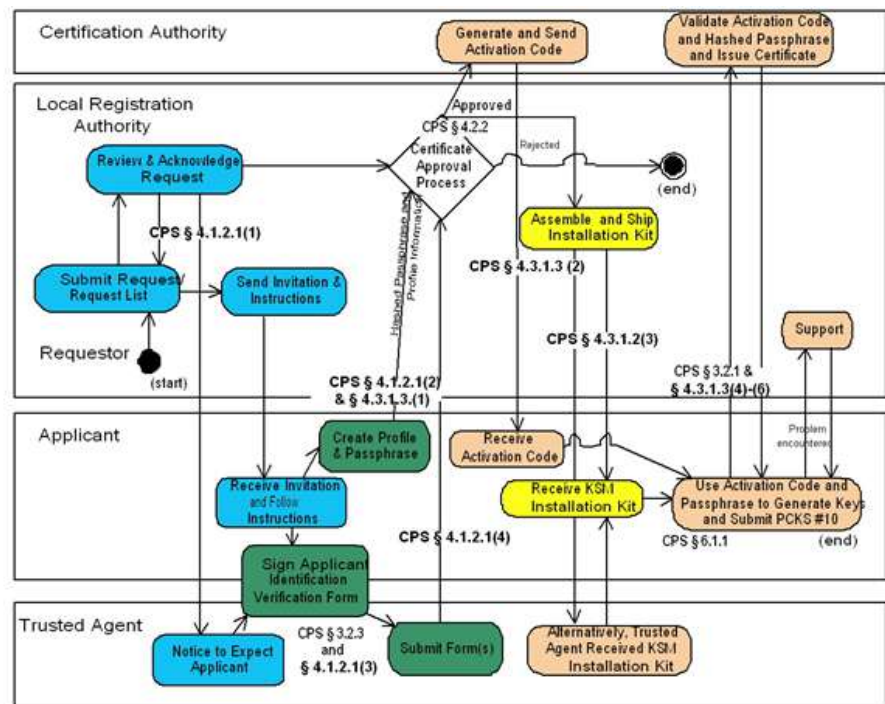 Certification Authority
Generate and Send
Activation Code
Validate Activation Code
and Hashed Passphrase
and Issue Certificate
Local Registration
Authority
Approved
CPS § 4.2.2
Certificate
Approval
Process
Rejected
(end)
Review & Acknowledge
Request
CPS § 4.1.2.1(1)
Assemble and Ship
Installation Kit
Submit Request
Request List
Send Invitation &
Instructions
Hashed Passphrase and
Profile Information
CPS § 4.3.1.3 (2)
CPS § 4.3.1.2(3)
Support
Requestor
(start)
CPS § 4.1.2.1(2)
& § 4.3.1.3.(1)
CPS § 3.2.1 &
§ 4.3.1.3(4)-(6)
Applicant
Create Profile
& Passphrase
Receive
Activation Code
Problem
encountered
Receive Invitation
and Follow
Instructions
Receive KSM
Installation Kit
Use Activation Code and
Passphrase to Generate Keys
and Submit PCKS #10
(end)
CPS § 6.1.1
CPS § 4.1.2.1(4)
Sign Applicant
Identification
Verification Form
Trusted Agent
Notice to Expect
Applicant
CPS § 3.2.3
and
§ 4.1.2.1(3)
Submit Form(s)
Alternatively, Trusted
Agent Received KSM
Installation Kit